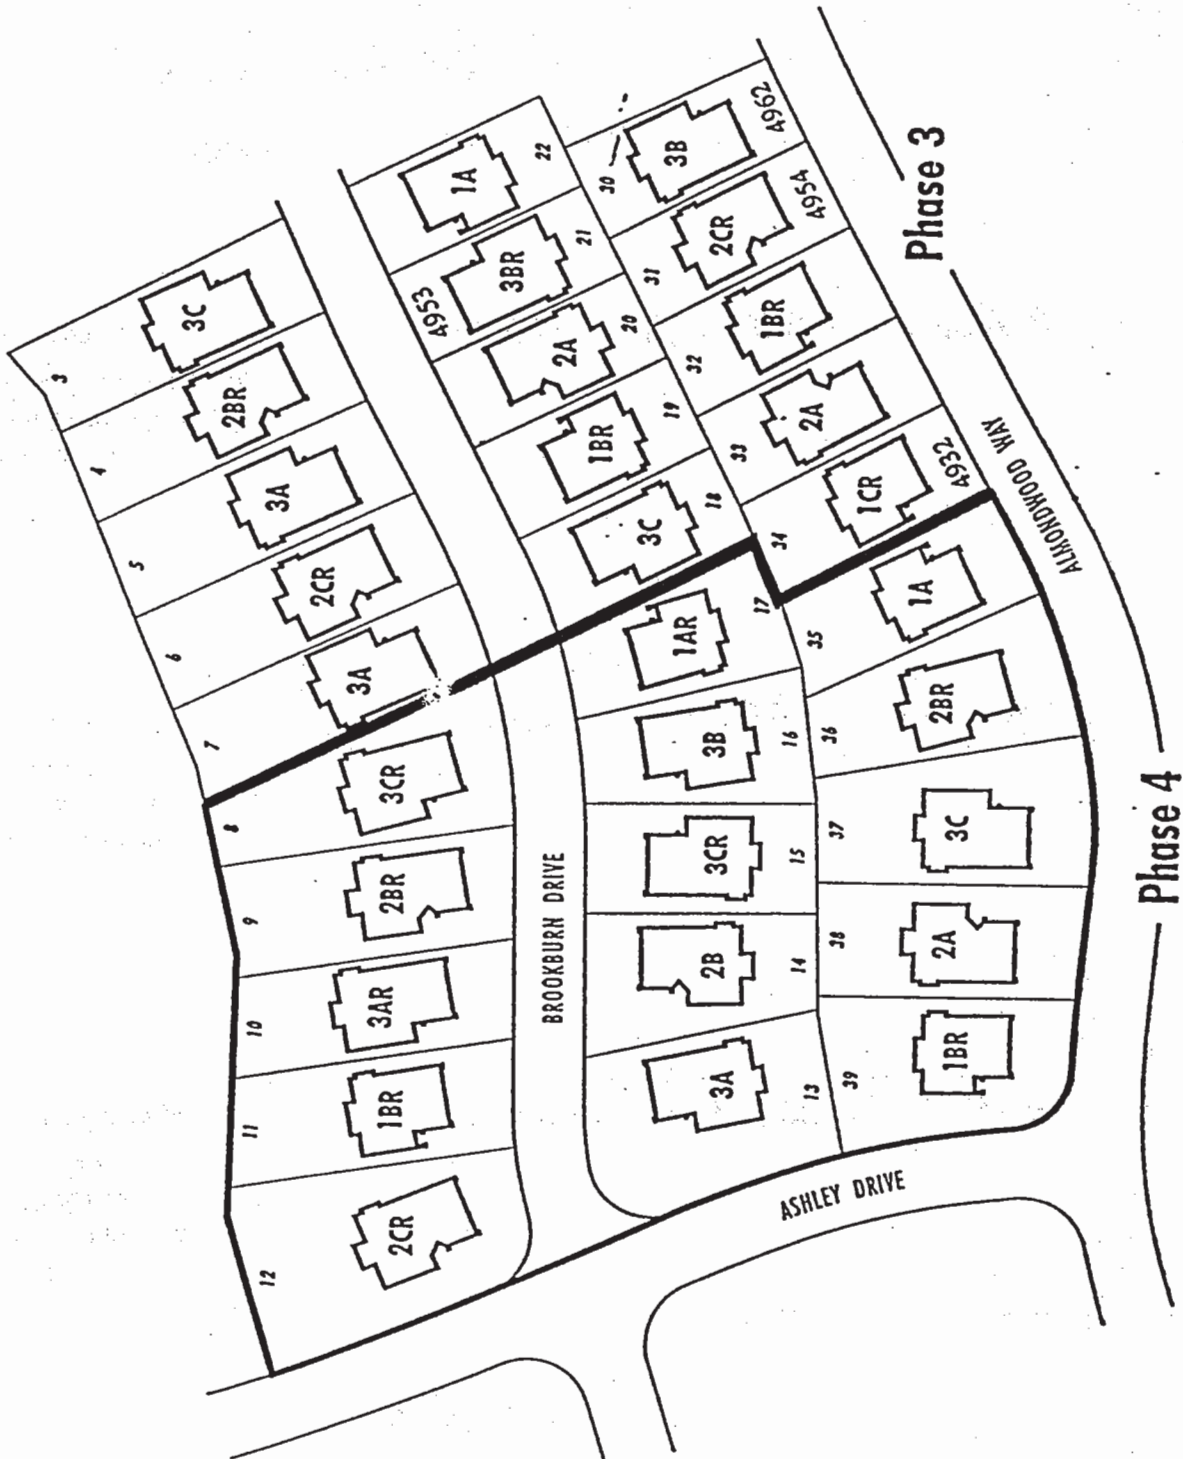 Phase 3
Phase 4
BROOKBURN DRIVE
ASHLEY DRIVE
ALMONDWOOD WAY
3
3C
4
2BR
5
3A
6
2CR
7
3A
8
3CR
9
2BR
10
3AR
11
1BR
12
2CR
22
1A
21
3BR
4953
20
2A
19
1BR
18
3C
17
1AR
16
3B
15
3CR
14
2B
13
3A
30
3B
4962
31
2CR
4954
32
1BR
33
2A
34
1CR
4932
35
1A
36
2BR
37
3C
38
2A
39
1BR